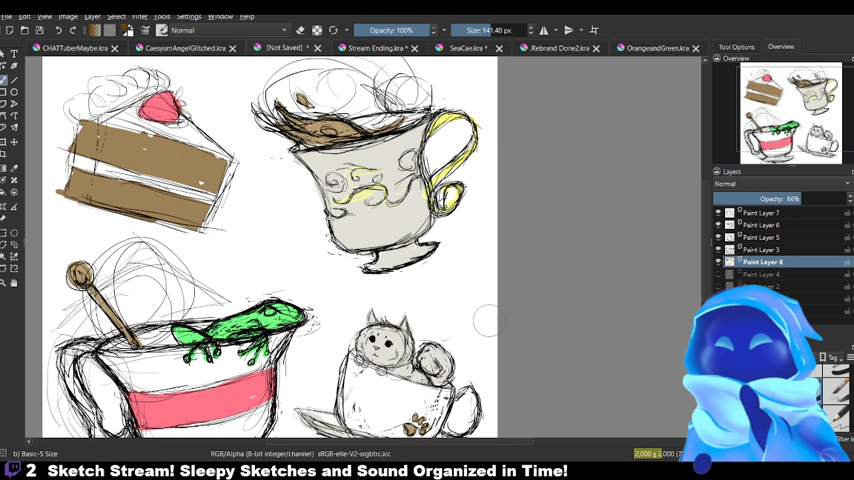 Edit View Image Layer Select Filter Tools Settings Window Help
Normal
Opacity: 100%
Size: 141.40 px
CHATTuberMaybe.kra
CaesyumAngelGlitched.kra
[Not Saved] *
Stream Ending.kra *
SeaCae.kra *
.Rebrand Done2.kra
OrangeandGreen.kra
Tool Options
Overview
Overview
Layers
Normal
Opacity: 66%
Paint Layer 7
Paint Layer 6
Paint Layer 5
Paint Layer 3
Paint Layer 8
Paint Layer 4
Paint Layer 2
Tag
b) Basic-5 Size
RGB/Alpha (8-bit integer/channel) sRGB-elle-V2-srgbtrc.icc
2,000 x 2,000
2 Sketch Stream! Sleepy Sketches and Sound Organized in Time!